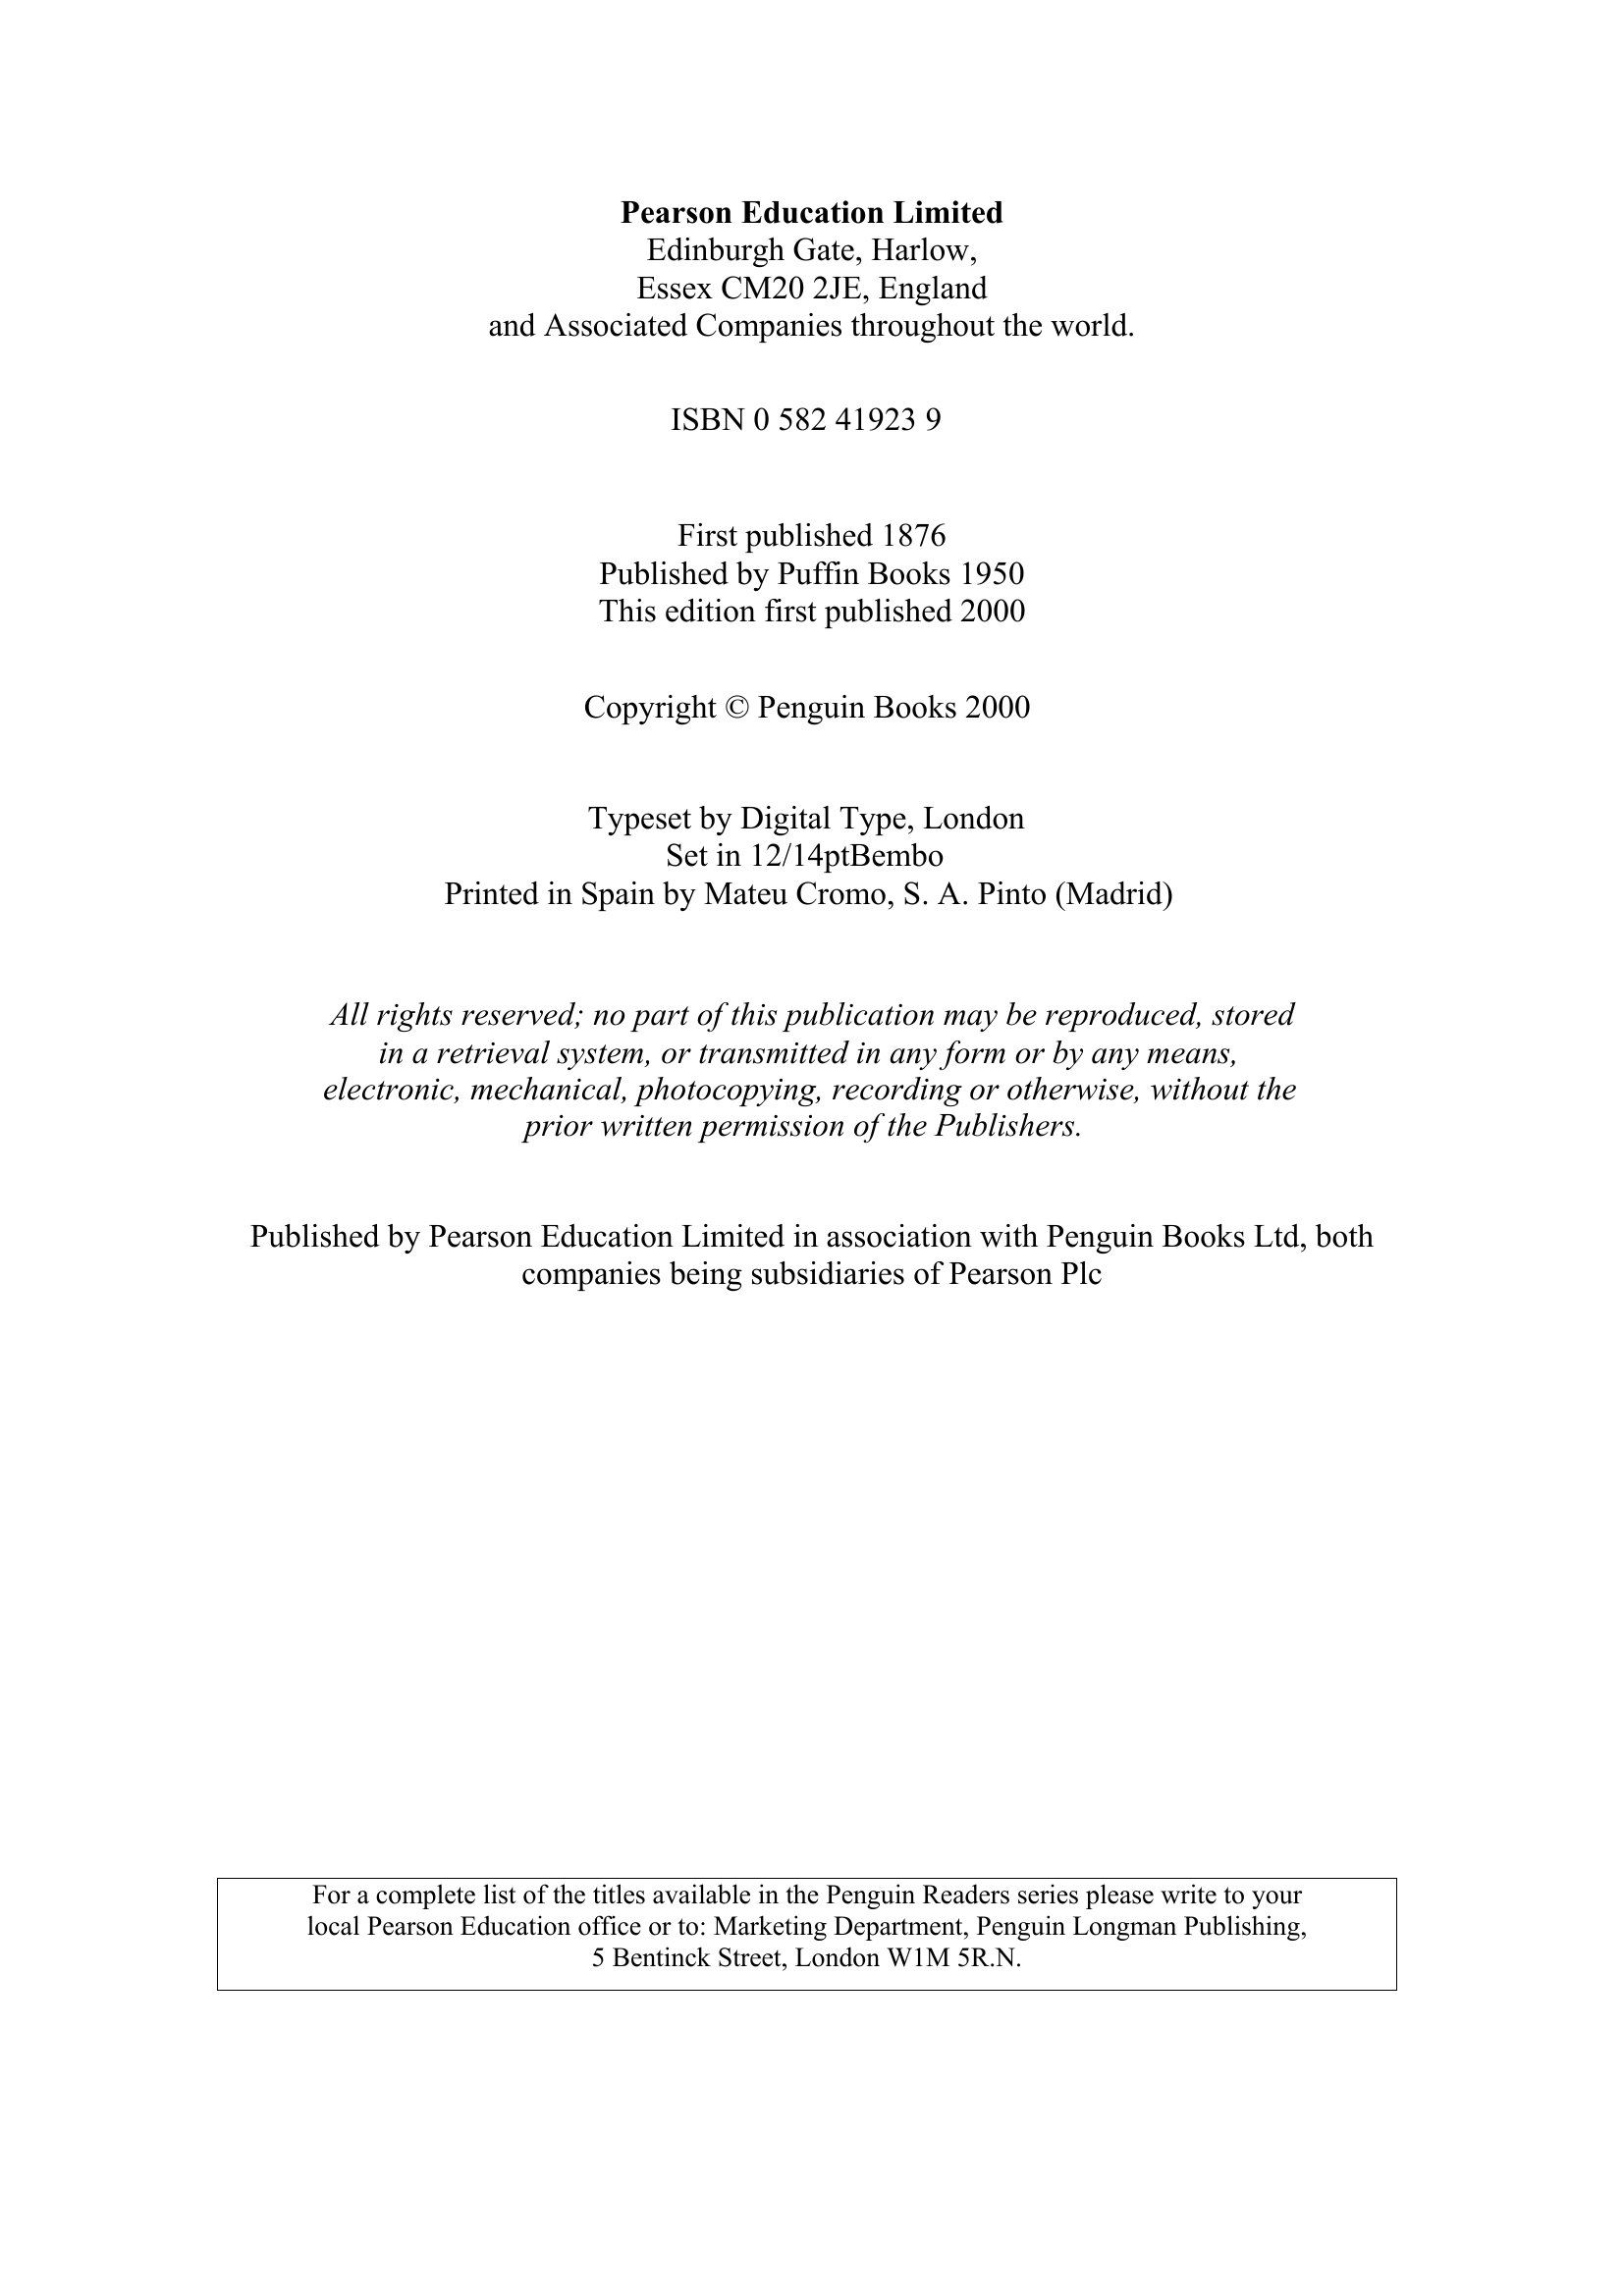 Pearson Education Limited
Edinburgh Gate, Harlow,
Essex CM20 2JE, England
and Associated Companies throughout the world.
ISBN 0 582 41923 9
First published 1876
Published by Puffin Books 1950
This edition first published 2000
Copyright © Penguin Books 2000
Typeset by Digital Type, London
Set in 12/14ptBembo
Printed in Spain by Mateu Cromo, S. A. Pinto (Madrid)
All rights reserved; no part of this publication may be reproduced, stored
in a retrieval system, or transmitted in any form or by any means,
electronic, mechanical, photocopying, recording or otherwise, without the
prior written permission of the Publishers.
Published by Pearson Education Limited in association with Penguin Books Ltd, both
companies being subsidiaries of Pearson Plc
For a complete list of the titles available in the Penguin Readers series please write to your
local Pearson Education office or to: Marketing Department, Penguin Longman Publishing,
5 Bentinck Street, London W1M 5R.N.